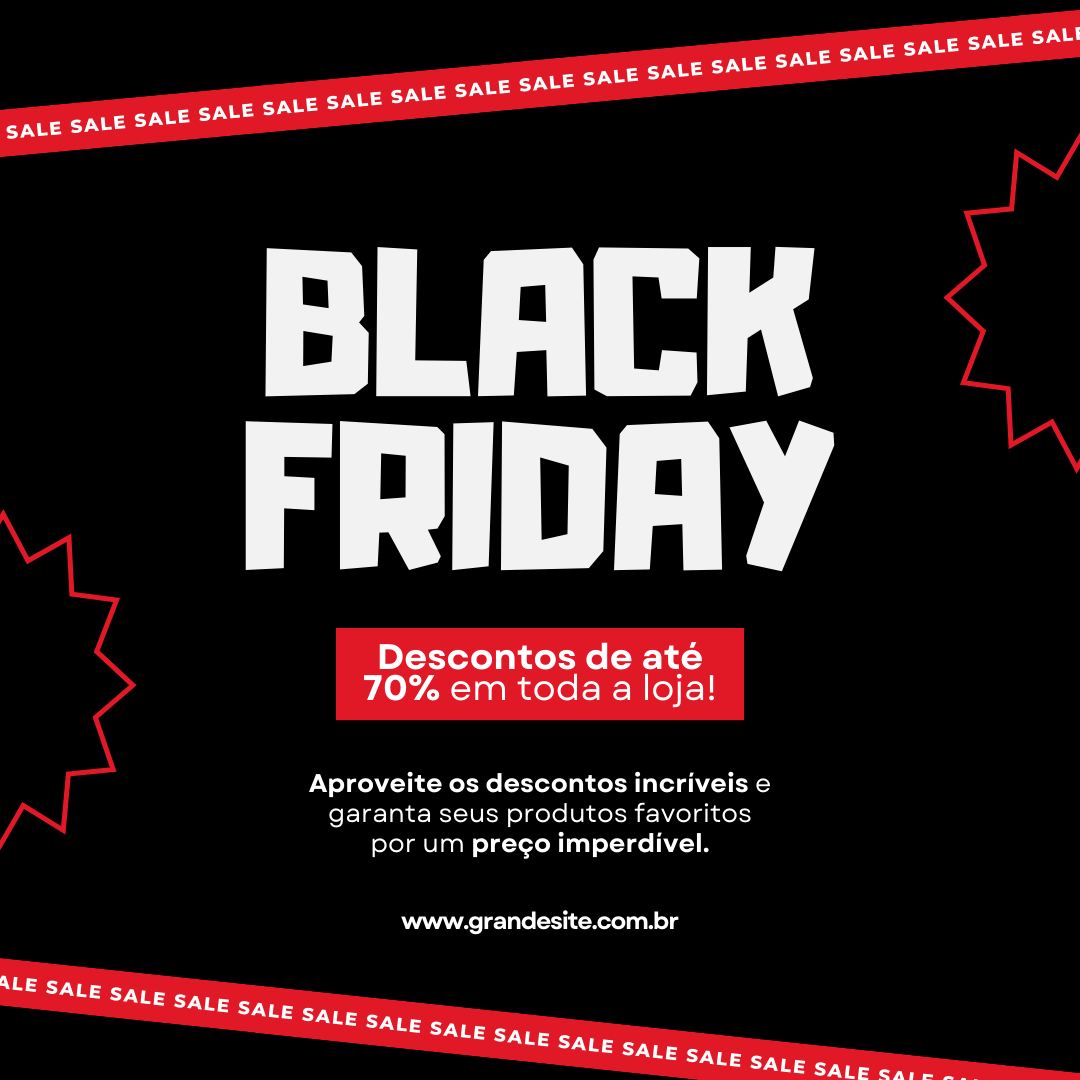 SALE SALE SALE SALE SALE SALE SALE SALE SALE SALE SALE SALE SALE SALE SALE SALE SALE
BLACK
FRIDAY
Descontos de até
70% em toda a loja!
Aproveite os descontos incríveis e
garanta seus produtos favoritos
por um preço imperdível.
www.grandesite.com.br
ALE SALE SALE SALE SALE SALE SALE SALE SALE SALE SALE SALE SALE SALE SALE